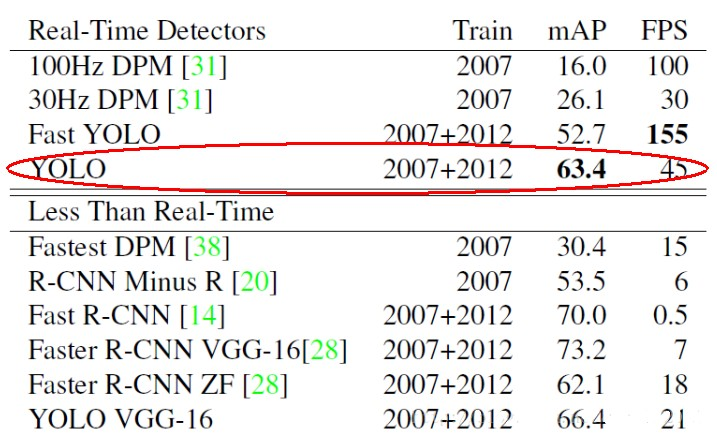 Real-Time Detectors Train mAP FPS
100Hz DPM [31] 2007 16.0 100
30Hz DPM [31] 2007 26.1 30
Fast YOLO 2007+2012 52.7 155
YOLO 2007+2012 63.4 45
Less Than Real-Time
Fastest DPM [38] 2007 30.4 15
R-CNN Minus R [20] 2007 53.5 6
Fast R-CNN [14] 2007+2012 70.0 0.5
Faster R-CNN VGG-16[28] 2007+2012 73.2 7
Faster R-CNN ZF [28] 2007+2012 62.1 18
YOLO VGG-16 2007+2012 66.4 21